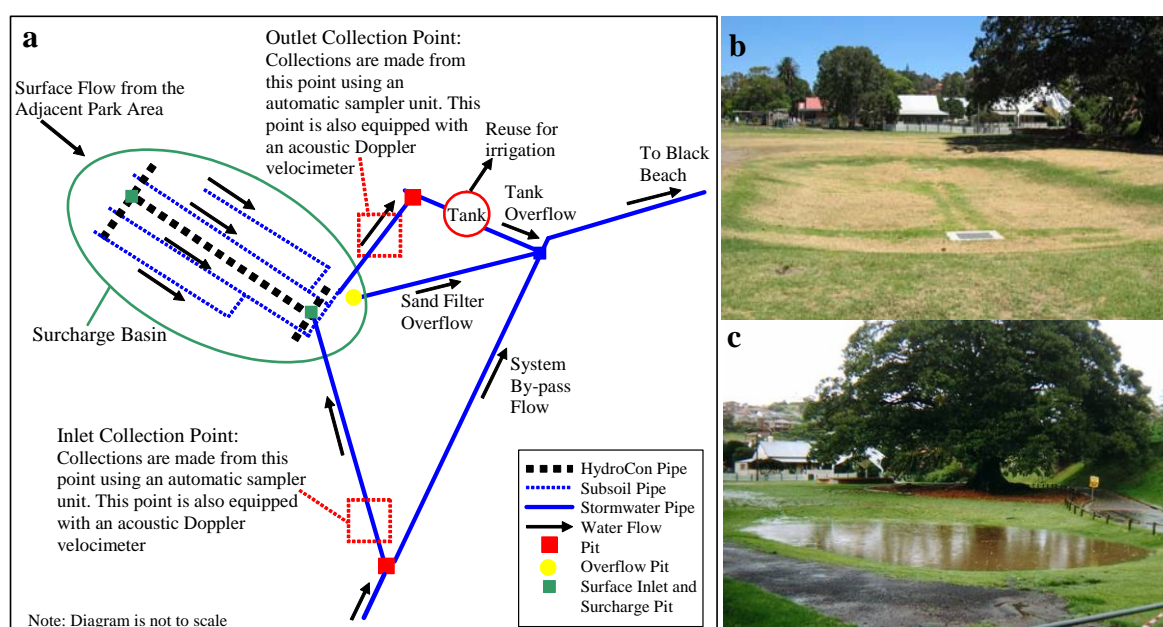 a
Outlet Collection Point:
Collections are made from
this point using an
automatic sampler unit. This
point is also equipped with
an acoustic Doppler
velocimeter
Surface Flow from the
Adjacent Park Area
Reuse for
irrigation
To Black
Beach
Tank
Tank
Overflow
Sand Filter
Overflow
Surcharge Basin
System
By-pass
Flow
Inlet Collection Point:
Collections are made from this
point using an automatic sampler
unit. This point is also equipped
with an acoustic Doppler
velocimeter
HydroCon Pipe
Subsoil Pipe
Stormwater Pipe
Water Flow
Pit
Overflow Pit
Surface Inlet and
Surcharge Pit
Note: Diagram is not to scale
b
c